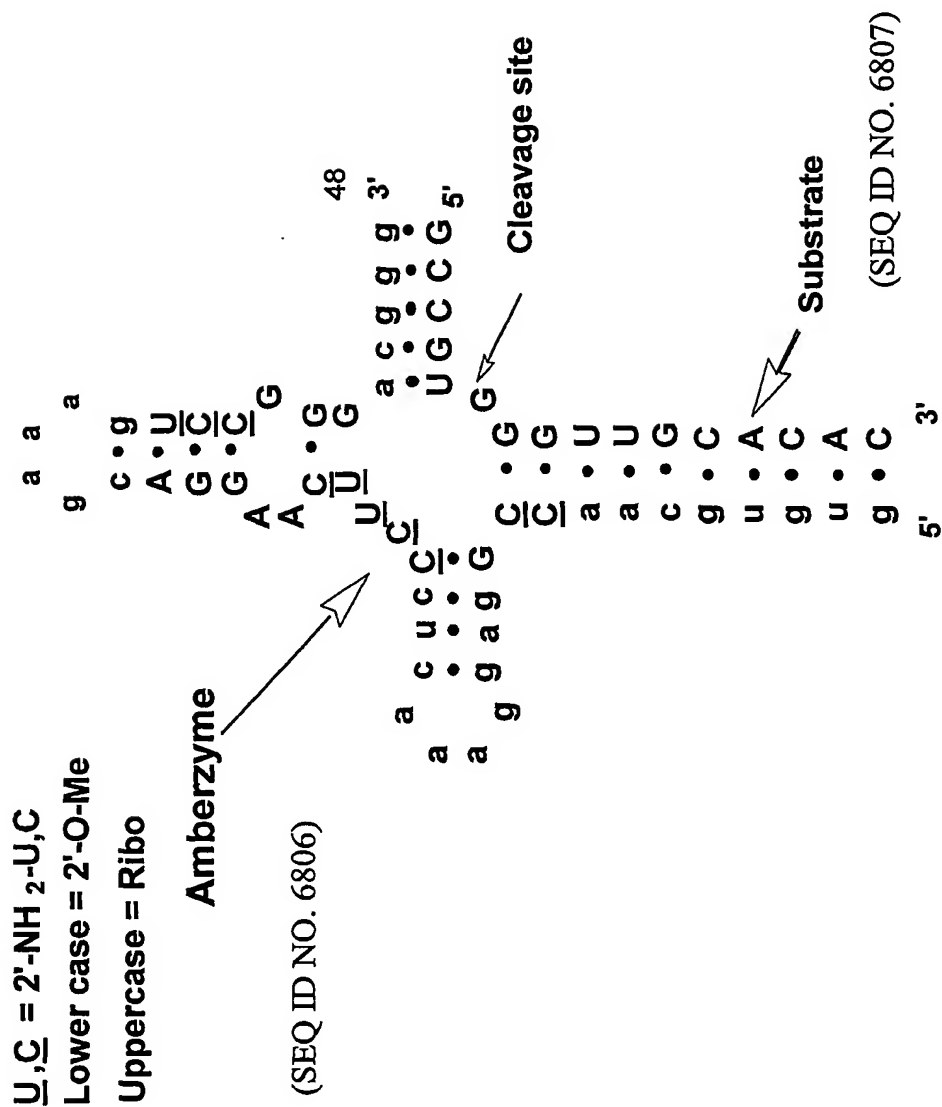 U,C = 2'-NH2-U,C
Lower case = 2'-O-Me
Uppercase = Ribo
Amberzyme
(SEQ ID NO. 6806)
5'
g u g u g c a a C C
G g a g
g a a a
c u c C
C U U C A A G G A c
g a a a
g U C C G G G
a c g g g
48
3'
5'
G C C G U
G
G G U U G C A C A C
3'
Cleavage site
Substrate
(SEQ ID NO. 6807)